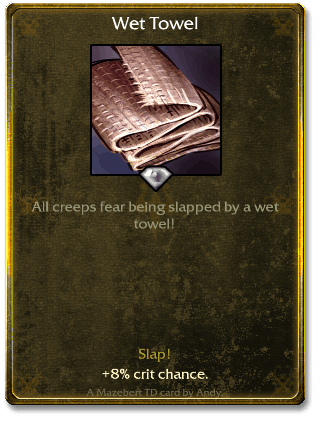 Wet Towel
All creeps fear being slapped by a wet
towel!
Slap!
+8% crit chance.
A Mazebert TD card by Andy.